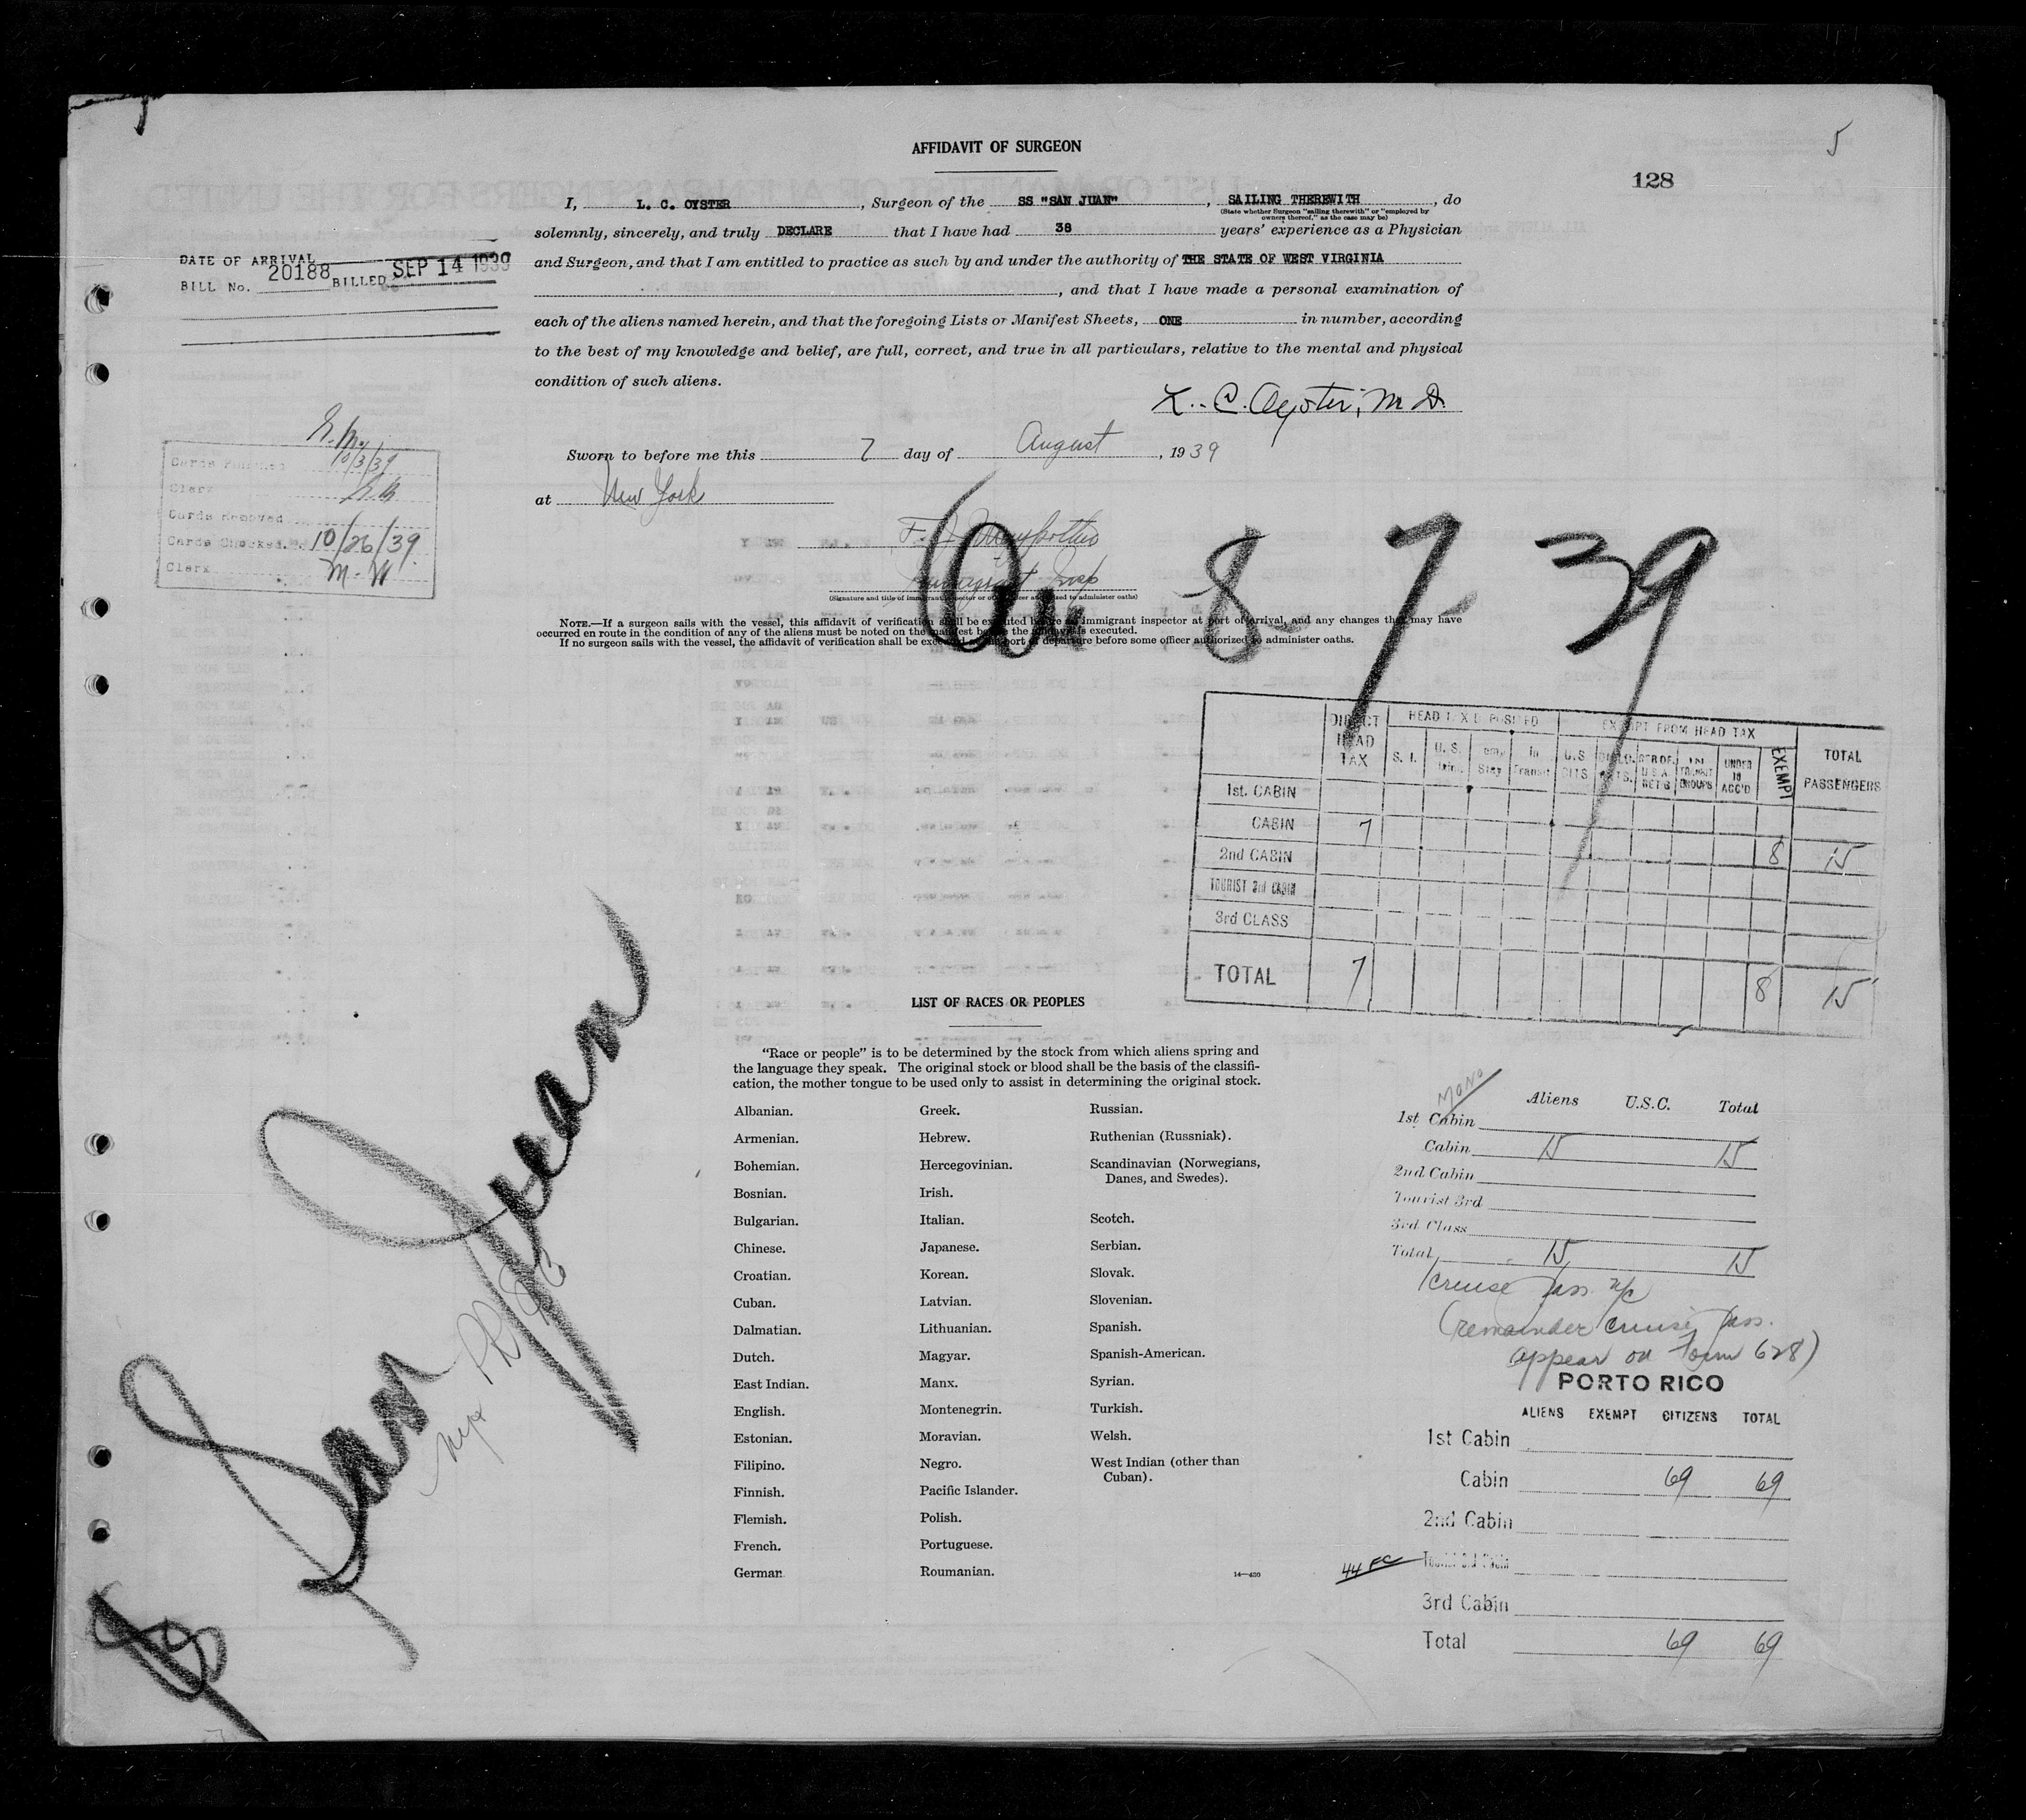 5
128
AFFIDAVIT OF SURGEON
I, L. C. OYSTER, Surgeon of the SS "SAN JUAN", SAILING THEREWITH, do
(State whether Surgeon "sailing therewith" or "employed by
owners thereof," as the case may be)
solemnly, sincerely, and truly DECLARE that I have had 38 years' experience as a Physician
and Surgeon, and that I am entitled to practice as such by and under the authority of THE STATE OF WEST VIRGINIA
, and that I have made a personal examination of
each of the aliens named herein, and that the foregoing Lists or Manifest Sheets, ONE in number, according
to the best of my knowledge and belief, are full, correct, and true in all particulars, relative to the mental and physical
condition of such aliens.
L. C. Oyster, M D.
Sworn to before me this 7 day of August, 1939
at New York
Immigrant Insp
(Signature and title of immigrant inspector or other officer authorized to administer oaths)
NOTE.—If a surgeon sails with the vessel, this affidavit of verification shall be executed before an immigrant inspector at port of arrival, and any changes that may have
occurred en route in the condition of any of the aliens must be noted on the manifest before the affidavit is executed.
If no surgeon sails with the vessel, the affidavit of verification shall be executed at port of departure before some officer authorized to administer oaths.
DATE OF ARRIVAL
BILL No. 20188 BILLED SEP 14 1939
Cards Punched 10/3/39
Clerk
Cards Removed
Cards Checked 10/26/39
Clerk M. W
8 7 39
DIRECT HEAD TAX
HEAD TAX DEPOSITED
EXEMPT FROM HEAD TAX
TOTAL PASSENGERS
S. I.
In Transit
U.S. CITS
UNDER 16 ACC'D
EXEMPT
1st. CABIN
CABIN 7
2nd CABIN 8 15
TOURIST 3rd CABIN
3rd CLASS
TOTAL 7 8 15
San Juan
LIST OF RACES OR PEOPLES
"Race or people" is to be determined by the stock from which aliens spring and
the language they speak. The original stock or blood shall be the basis of the classifi-
cation, the mother tongue to be used only to assist in determining the original stock.
Albanian.
Armenian.
Bohemian.
Bosnian.
Bulgarian.
Chinese.
Croatian.
Cuban.
Dalmatian.
Dutch.
East Indian.
English.
Estonian.
Filipino.
Finnish.
Flemish.
French.
German
Greek.
Hebrew.
Hercegovinian.
Irish.
Italian.
Japanese.
Korean.
Latvian.
Lithuanian.
Magyar.
Manx.
Montenegrin.
Moravian.
Negro.
Pacific Islander.
Polish.
Portuguese.
Roumanian.
Russian.
Ruthenian (Russniak).
Scandinavian (Norwegians,
Danes, and Swedes).
Scotch.
Serbian.
Slovak.
Slovenian.
Spanish.
Spanish-American.
Syrian.
Turkish.
Welsh.
West Indian (other than
Cuban).
14—430
Aliens U.S.C. Total
1st Cabin
Cabin 15 15
2nd Cabin
Tourist 3rd
3rd Class
Total 15 15
(remainder cruise pass.
appear on form 628)
PORTO RICO
ALIENS EXEMPT CITIZENS TOTAL
1st Cabin
Cabin 69 69
2nd Cabin
44 FC
3rd Cabin
Total 69 69